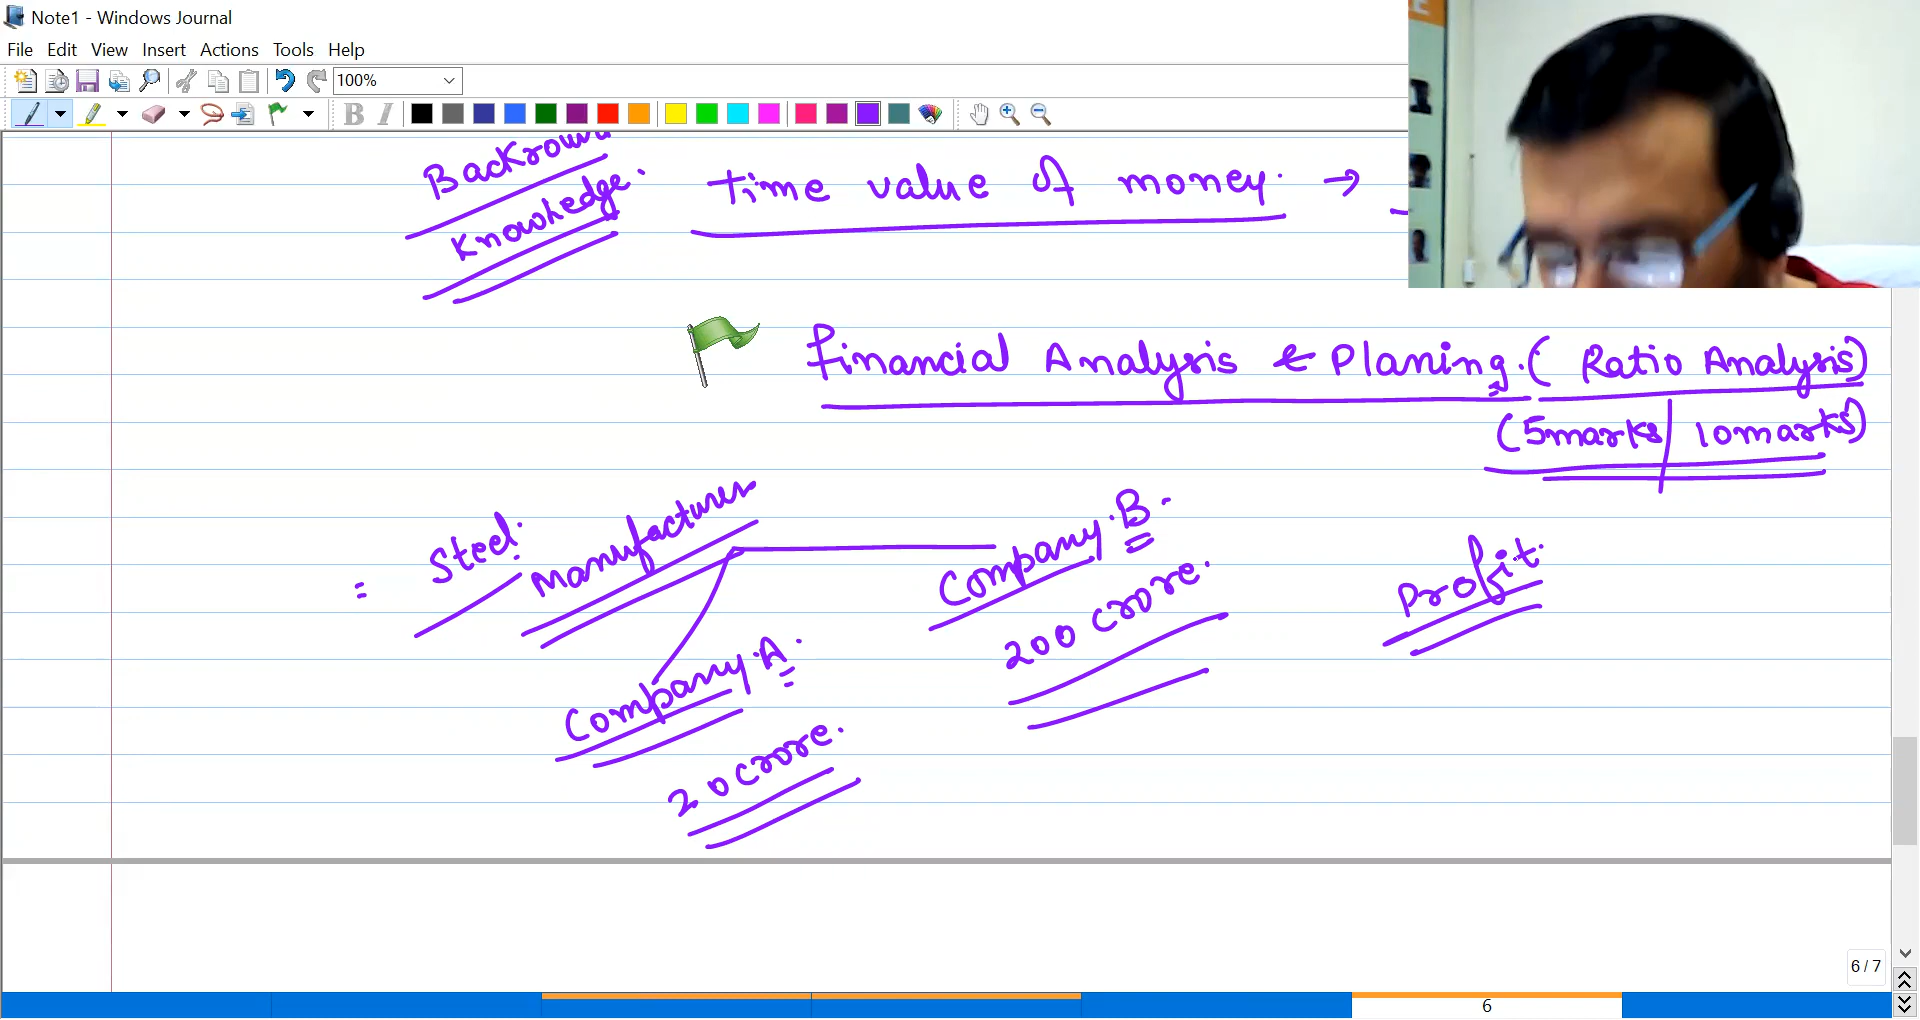 Note1 - Windows Journal
File Edit View Insert Actions Tools Help
100%
B I
Backround
Knowledge.
time value of money. →
Financial Analysis & Planing. (Ratio Analysis)
(5marks| 10marks)
= Steel. Manufacturer
Company. B.
200 crore.
Profit.
Company. A.
20 crore.
6 / 7
6